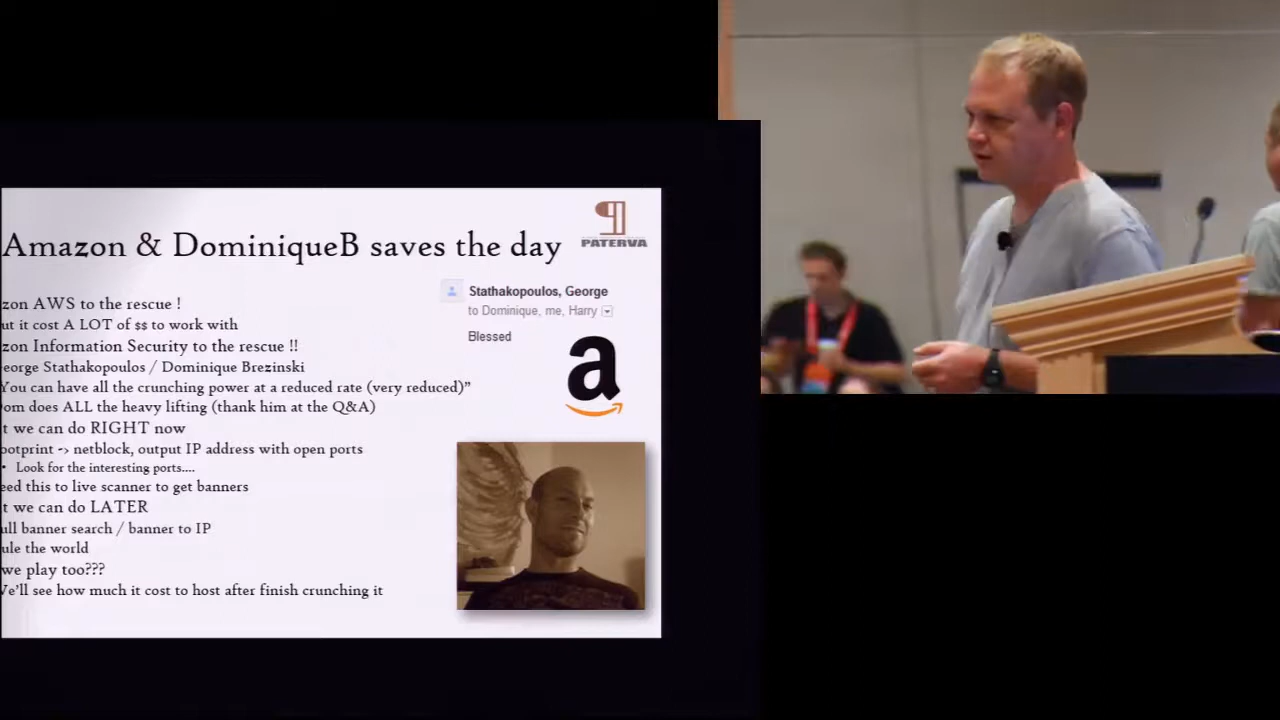 Amazon & DominiqueB saves the day
PATERVA
zon AWS to the rescue !
ut it cost A LOT of $$ to work with
zon Information Security to the rescue !!
eorge Stathakopoulos / Dominique Brezinski
You can have all the crunching power at a reduced rate (very reduced)”
om does ALL the heavy lifting (thank him at the Q&A)
t we can do RIGHT now
ootprint -> netblock, output IP address with open ports
• Look for the interesting ports....
eed this to live scanner to get banners
t we can do LATER
ull banner search / banner to IP
ule the world
we play too???
We'll see how much it cost to host after finish crunching it
Stathakopoulos, George
to Dominique, me, Harry
Blessed
a